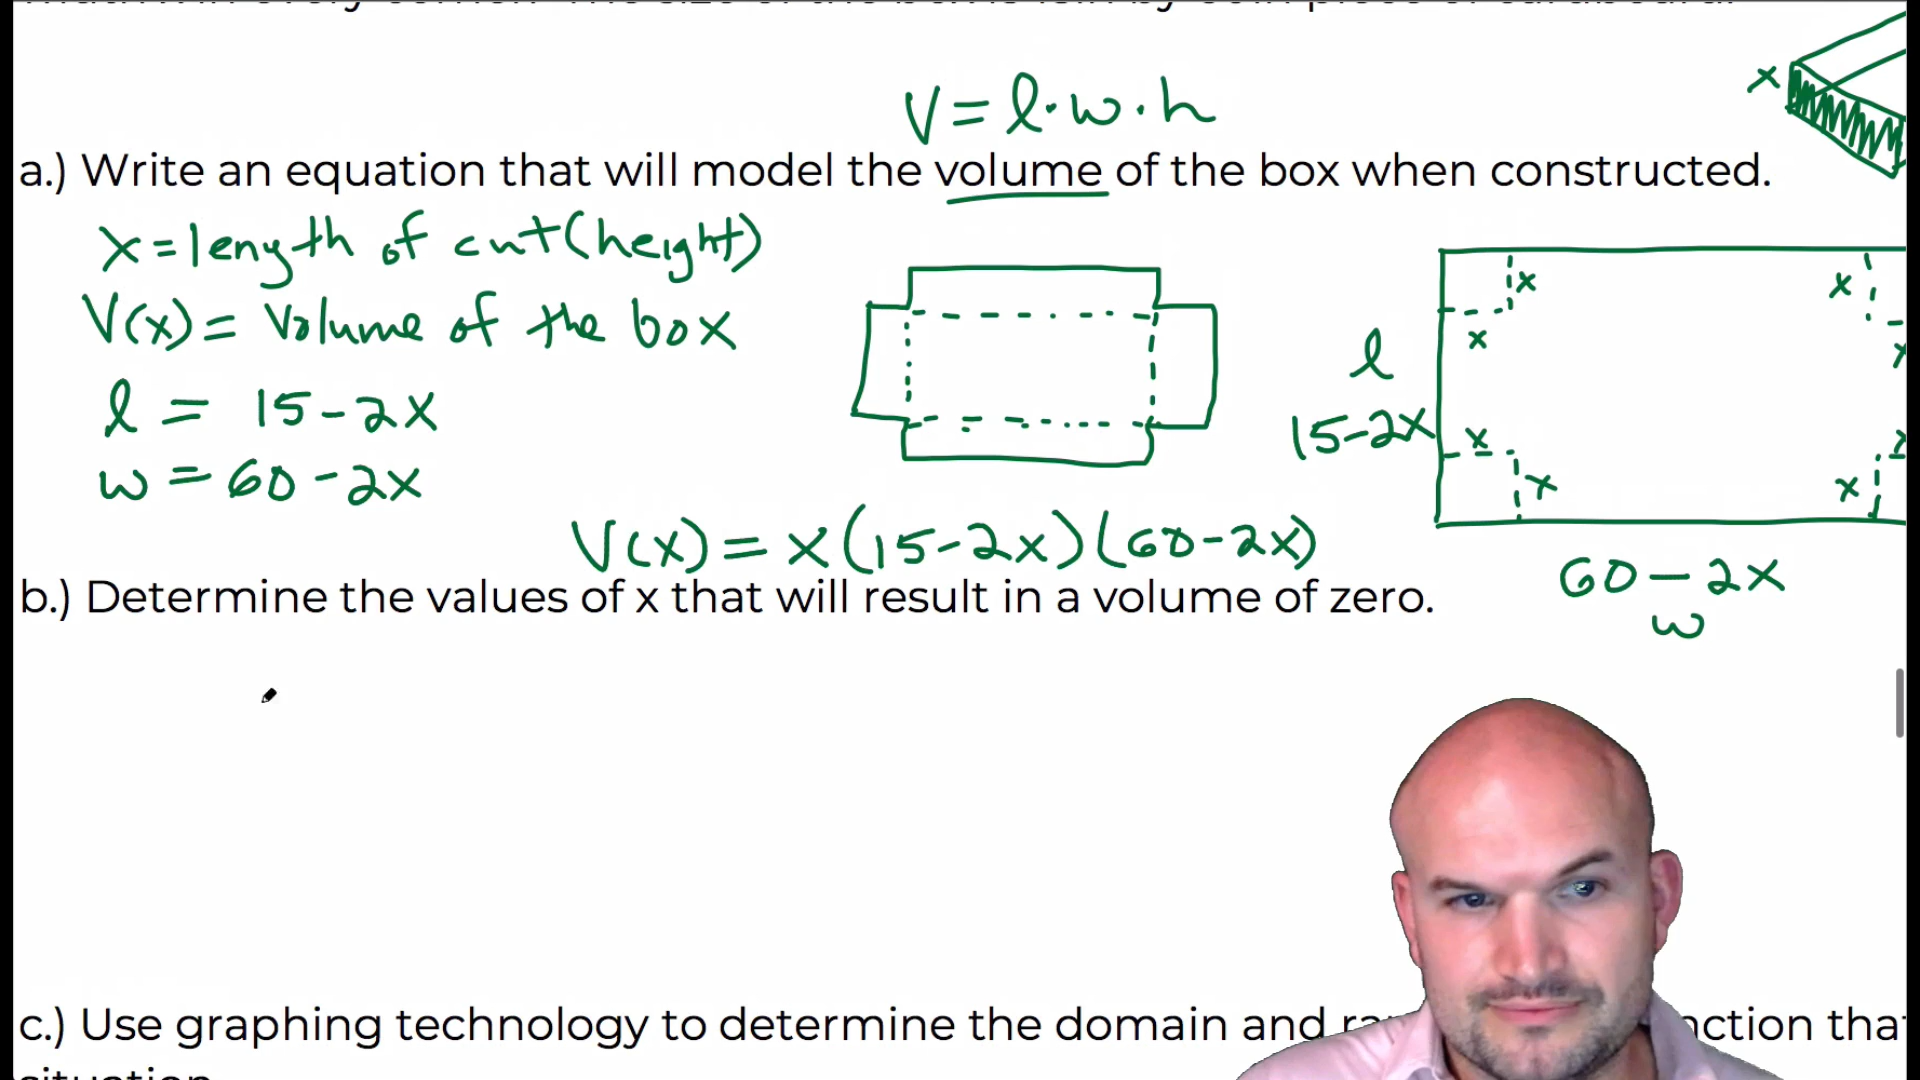 V = l · w · h
x
a.) Write an equation that will model the volume of the box when constructed.
x = length of cut (height)
V(x) = Volume of the box
l = 15 - 2x
w = 60 - 2x
x
x
x
x
l
15-2x
x
x
x
x
V(x) = x(15-2x)(60-2x)
60 - 2x
w
b.) Determine the values of x that will result in a volume of zero.
c.) Use graphing technology to determine the domain and